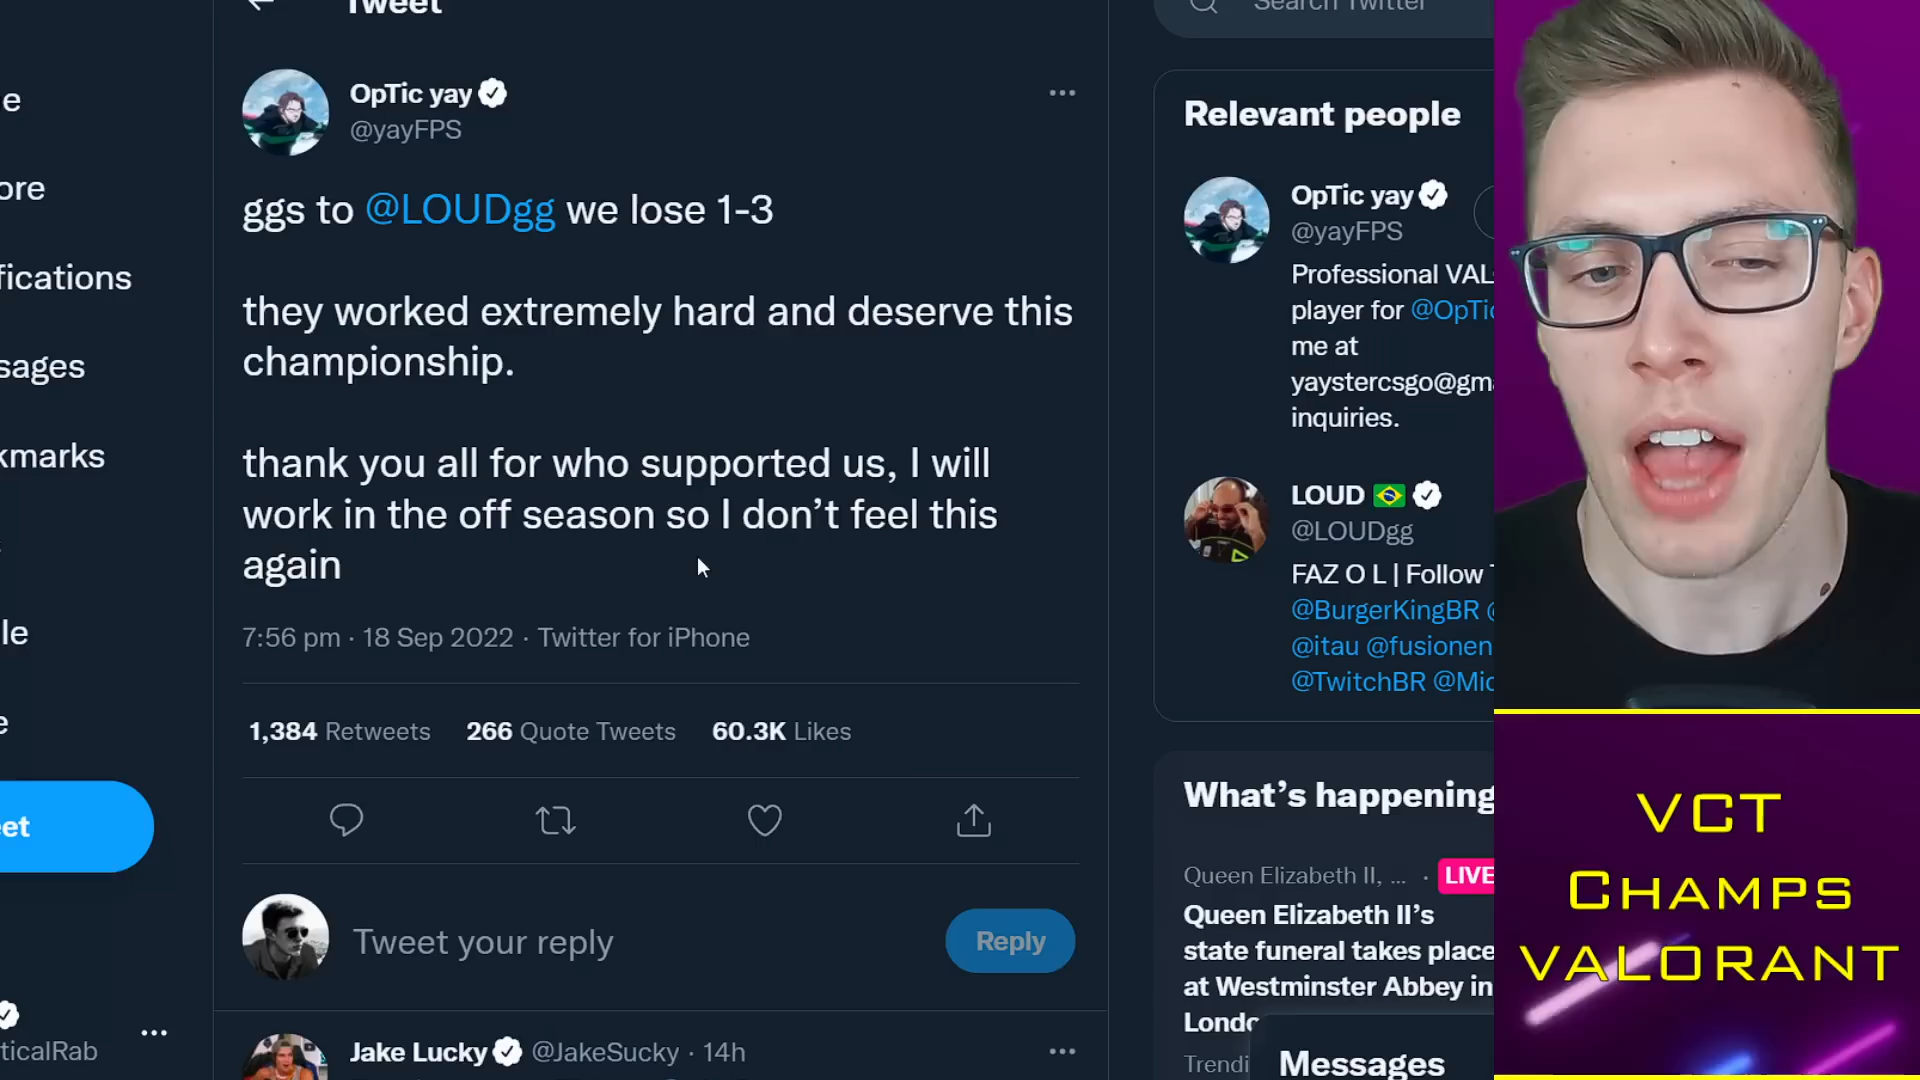 Tweet
Search Twitter
e
ore
fications
sages
kmarks
le
e
et
ticalRab
OpTic yay
@yayFPS
ggs to @LOUDgg we lose 1-3
they worked extremely hard and deserve this
championship.
thank you all for who supported us, I will
work in the off season so I don’t feel this
again
7:56 pm · 18 Sep 2022 · Twitter for iPhone
1,384 Retweets 266 Quote Tweets 60.3K Likes
Tweet your reply
Reply
Jake Lucky @JakeSucky · 14h
Relevant people
OpTic yay
@yayFPS
Professional VAL
player for @OpTic
me at
yaystercsgo@gm
inquiries.
LOUD
@LOUDgg
FAZ O L | Follow
@BurgerKingBR @
@itau @fusionen
@TwitchBR @Mic
What’s happening
Queen Elizabeth II, ... · LIVE
Queen Elizabeth II’s
state funeral takes place
at Westminster Abbey in
Londo
Trendi
Messages
VCT
CHAMPS
VALORANT